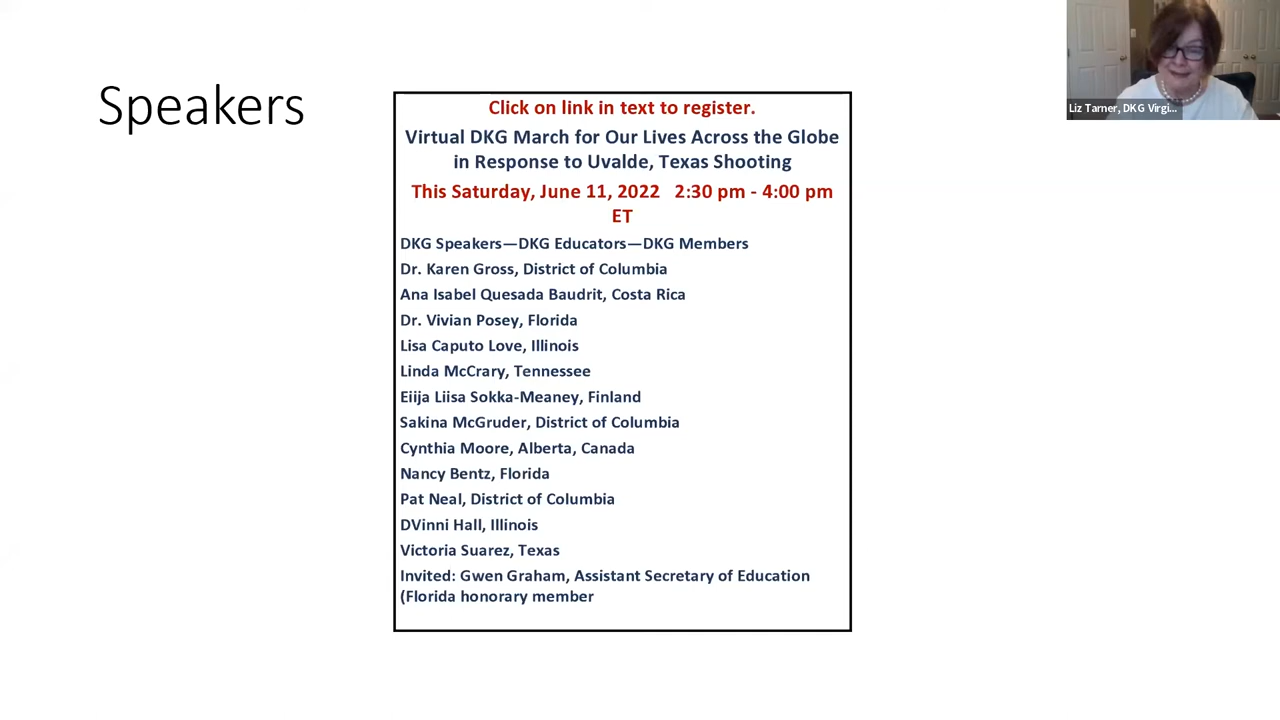 Speakers
Click on link in text to register.
Virtual DKG March for Our Lives Across the Globe
in Response to Uvalde, Texas Shooting
This Saturday, June 11, 2022 2:30 pm - 4:00 pm
ET
DKG Speakers—DKG Educators—DKG Members
Dr. Karen Gross, District of Columbia
Ana Isabel Quesada Baudrit, Costa Rica
Dr. Vivian Posey, Florida
Lisa Caputo Love, Illinois
Linda McCrary, Tennessee
Eiija Liisa Sokka-Meaney, Finland
Sakina McGruder, District of Columbia
Cynthia Moore, Alberta, Canada
Nancy Bentz, Florida
Pat Neal, District of Columbia
DVinni Hall, Illinois
Victoria Suarez, Texas
Invited: Gwen Graham, Assistant Secretary of Education
(Florida honorary member
Liz Tarner, DKG Virgi...